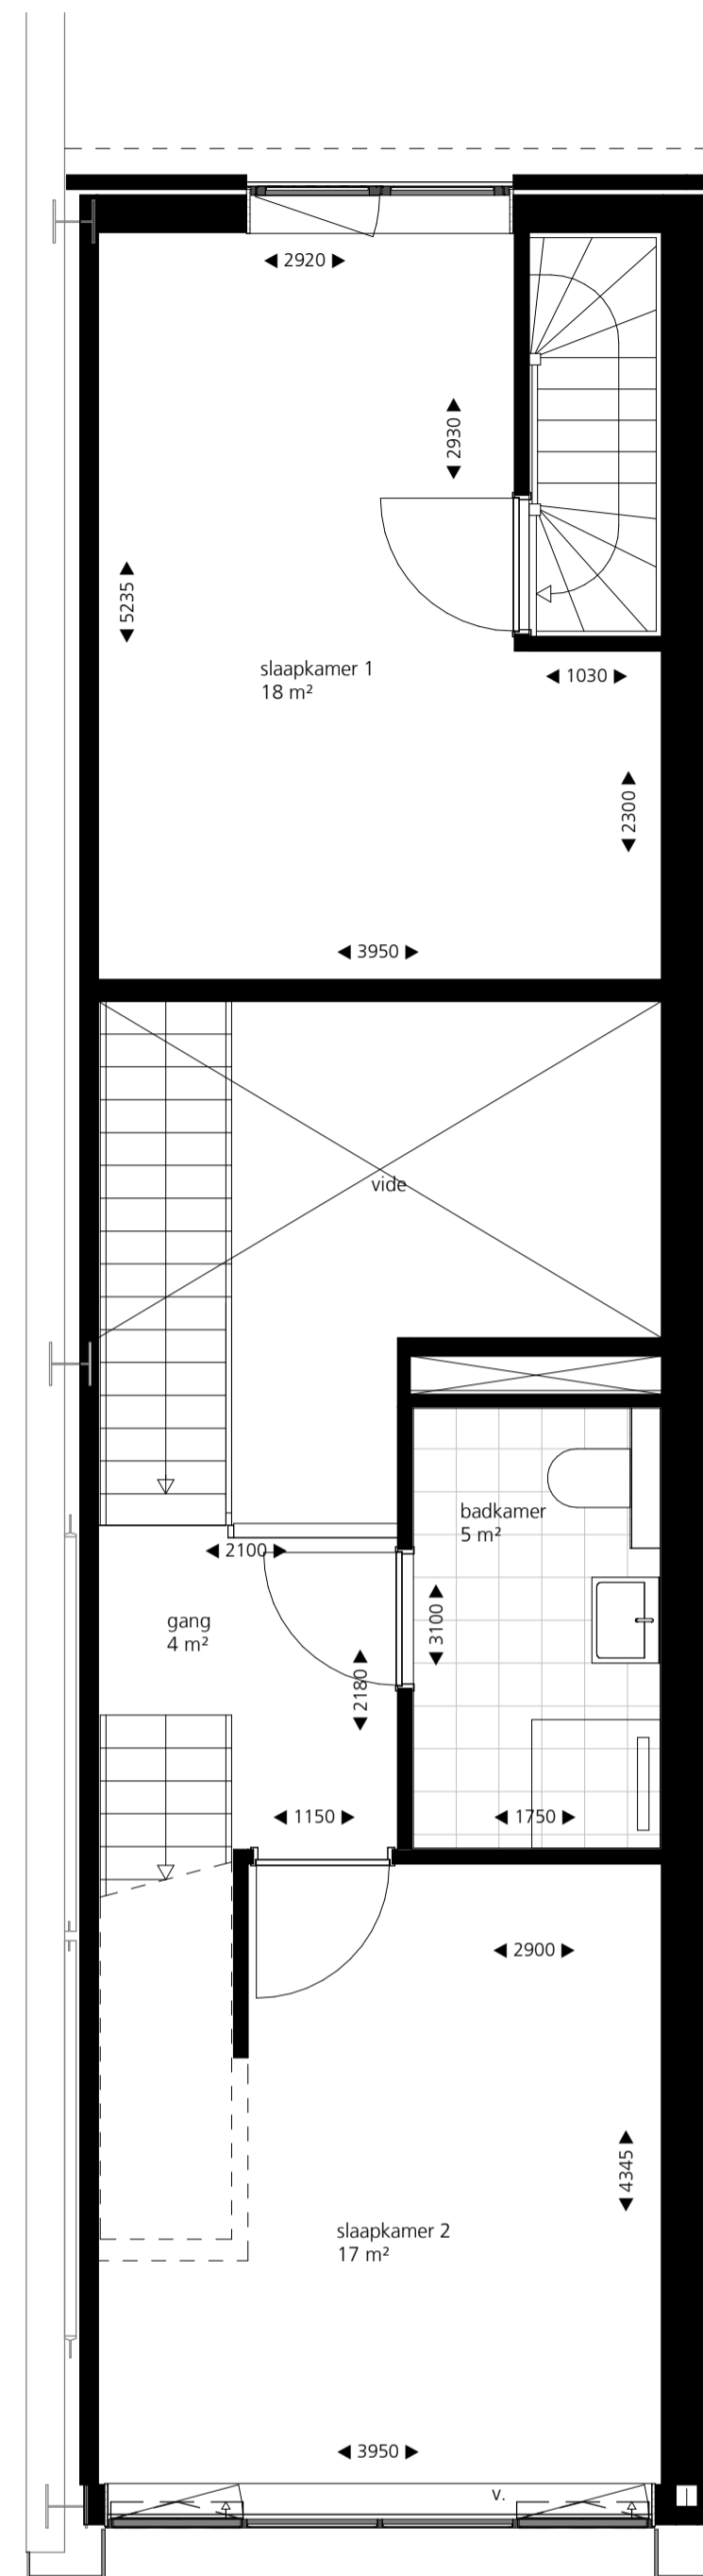 2920
2930
5235
slaapkamer 1
18 m²
1030
2300
3950
vide
badkamer
5 m²
2100
gang
4 m²
3100
2180
1150
1750
2900
4345
slaapkamer 2
17 m²
3950
v.